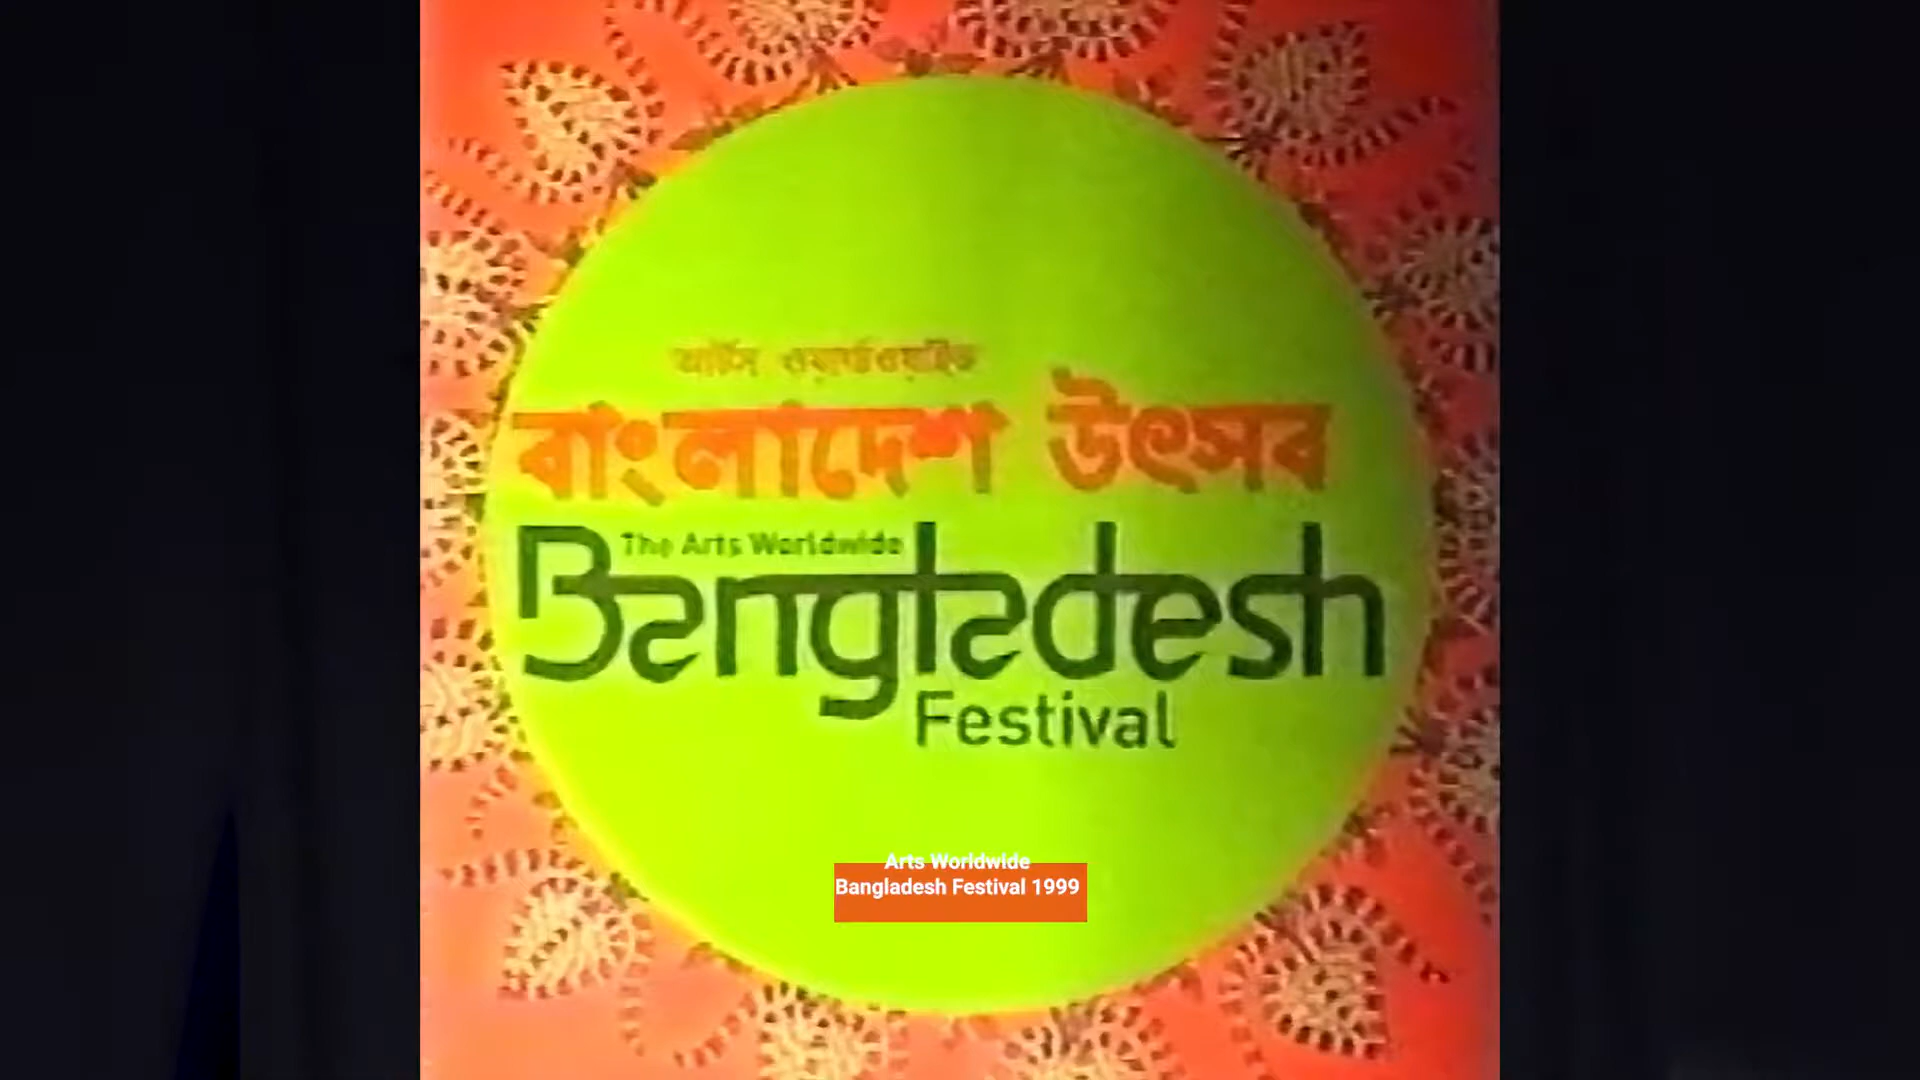 আর্টস ওয়ার্ল্ডওয়াইড
বাংলাদেশ উৎসব
The Arts Worldwide
Bangladesh
Festival
Arts Worldwide
Bangladesh Festival 1999